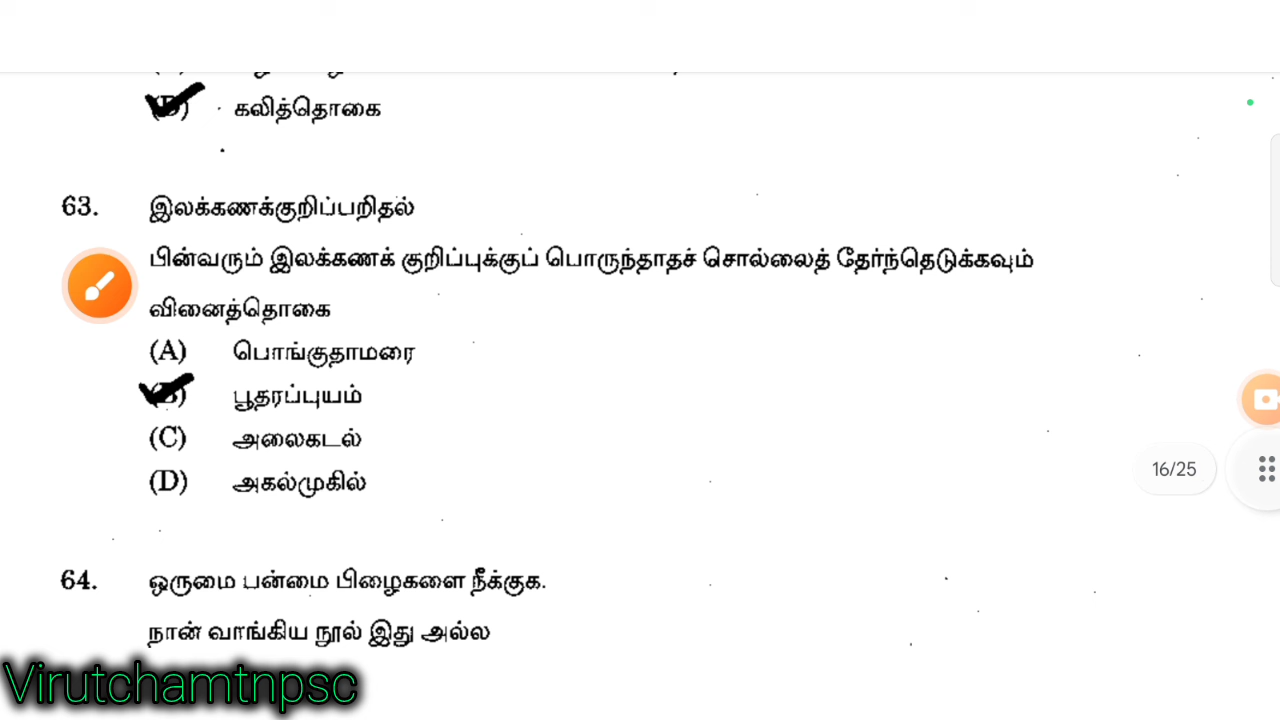 கலித்தொகை
63. இலக்கணக்குறிப்பறிதல்
பின்வரும் இலக்கணக் குறிப்புக்குப் பொருந்தாதச் சொல்லைத் தேர்ந்தெடுக்கவும்
வினைத்தொகை
(A) பொங்குதாமரை
(B) பூதரப்புயம்
(C) அலைகடல்
(D) அகல்முகில்
16/25
64. ஒருமை பன்மை பிழைகளை நீக்குக.
நான் வாங்கிய நூல் இது அல்ல
Virutchamtnpsc